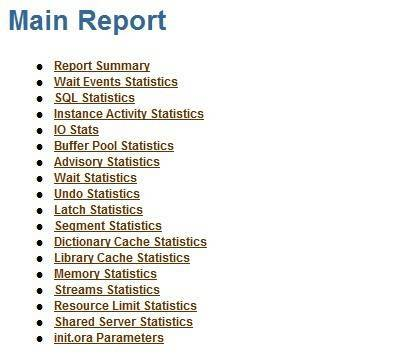 Main Report
Report Summary
Wait Events Statistics
SQL Statistics
Instance Activity Statistics
IO Stats
Buffer Pool Statistics
Advisory Statistics
Wait Statistics
Undo Statistics
Latch Statistics
Segment Statistics
Dictionary Cache Statistics
Library Cache Statistics
Memory Statistics
Streams Statistics
Resource Limit Statistics
Shared Server Statistics
init.ora Parameters